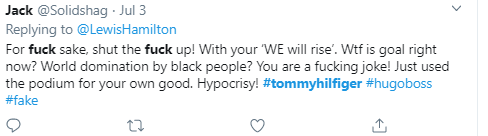 Jack @Solidshag · Jul 3
Replying to @LewisHamilton
For fuck sake, shut the fuck up! With your 'WE will rise'. Wtf is goal right
now? World domination by black people? You are a fucking joke! Just used
the podium for your own good. Hypocrisy! #tommyhilfiger #hugoboss
#fake